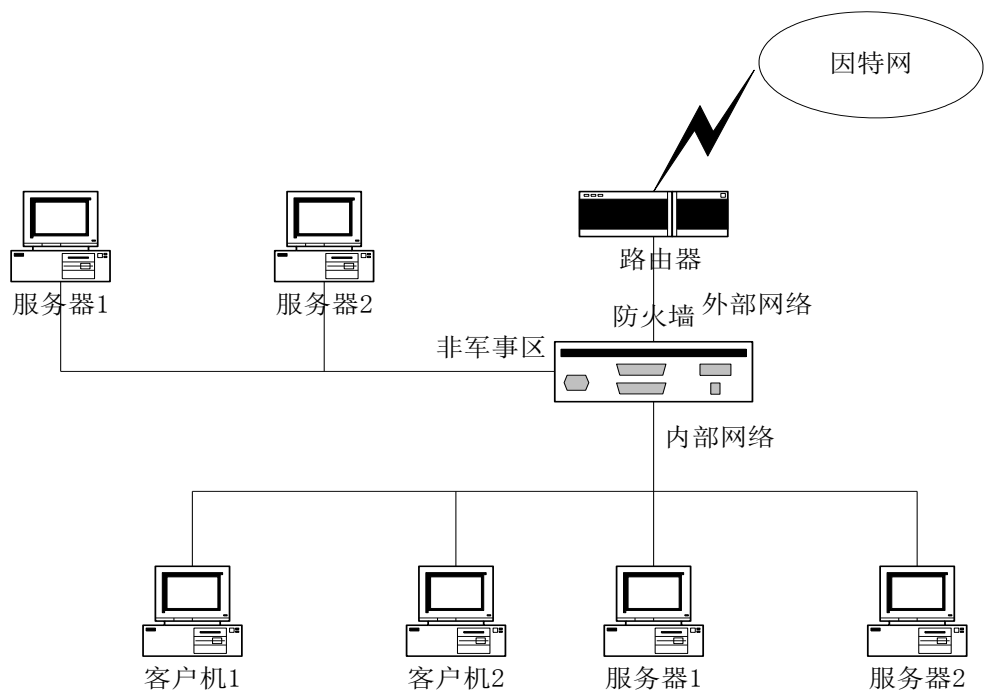 因特网
路由器
服务器1
服务器2
防火墙
外部网络
非军事区
内部网络
客户机1
客户机2
服务器1
服务器2